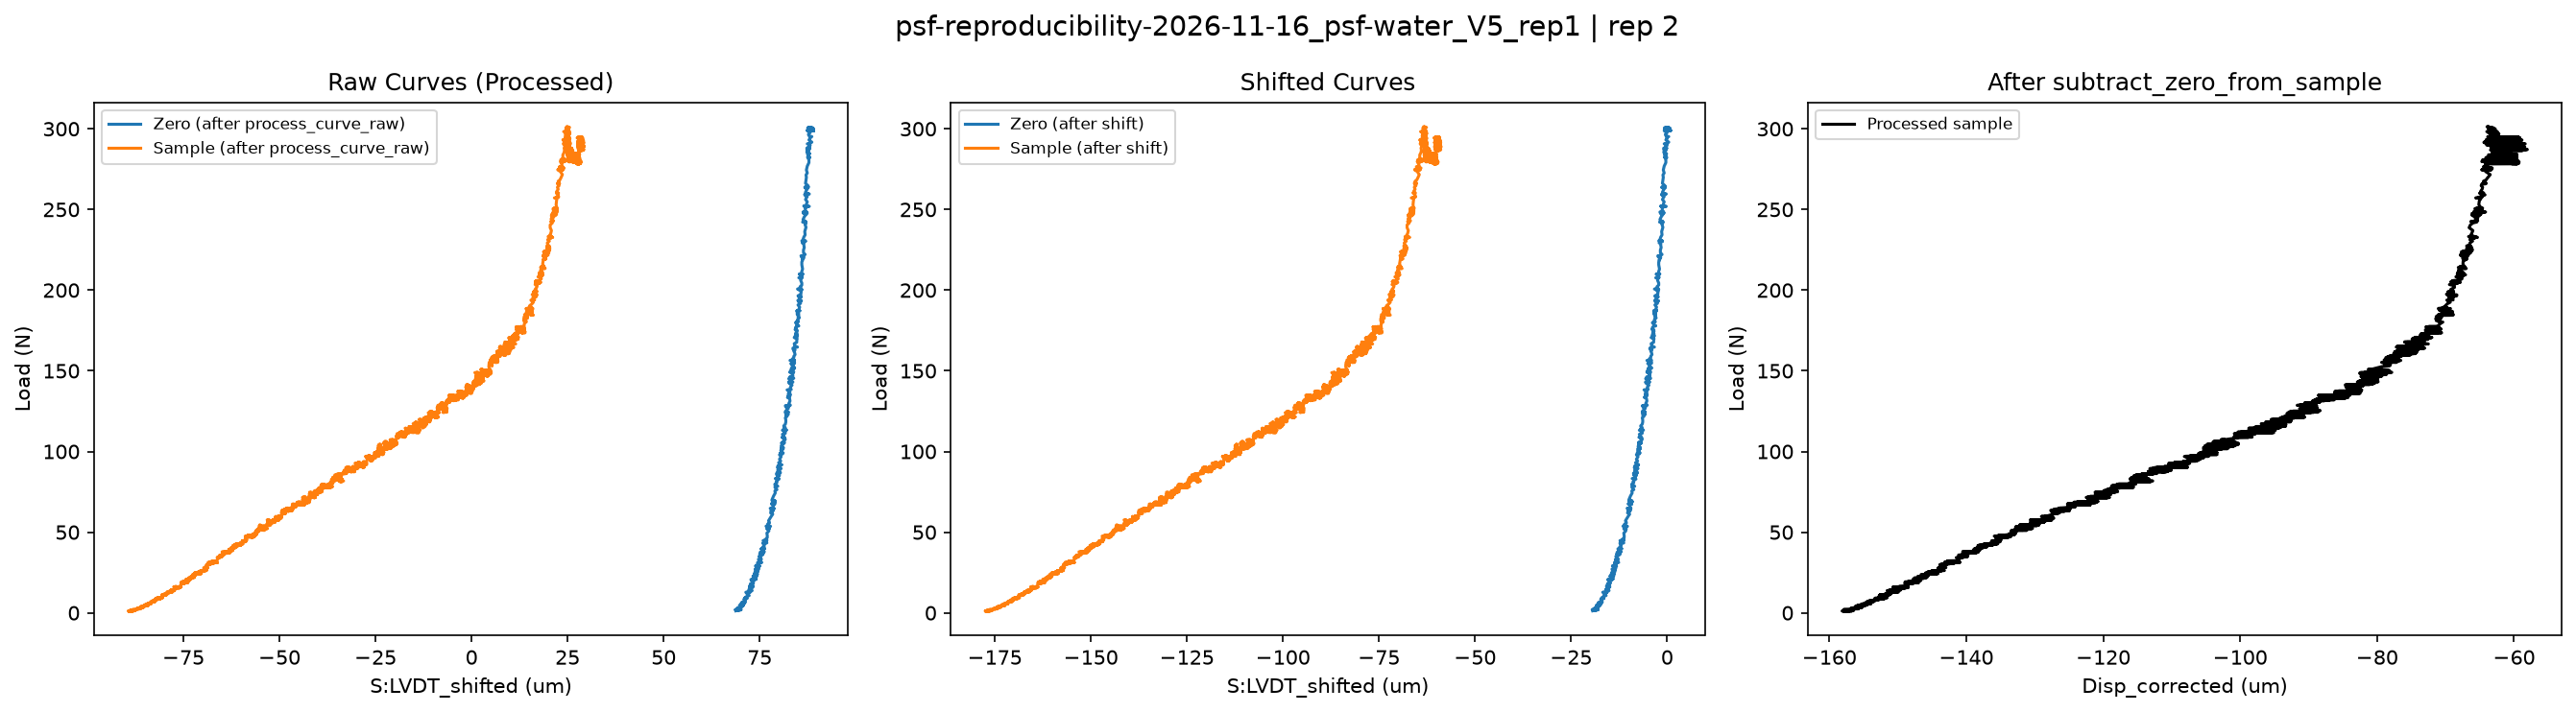 psf-reproducibility-2026-11-16_psf-water_V5_rep1 | rep 2
Raw Curves (Processed)
Zero (after process_curve_raw)
Sample (after process_curve_raw)
Load (N)
300
250
200
150
100
50
0
−75 −50 −25 0 25 50 75
S:LVDT_shifted (um)
Shifted Curves
Zero (after shift)
Sample (after shift)
Load (N)
300
250
200
150
100
50
0
−175 −150 −125 −100 −75 −50 −25 0
S:LVDT_shifted (um)
After subtract_zero_from_sample
Processed sample
Load (N)
300
250
200
150
100
50
0
−160 −140 −120 −100 −80 −60
Disp_corrected (um)